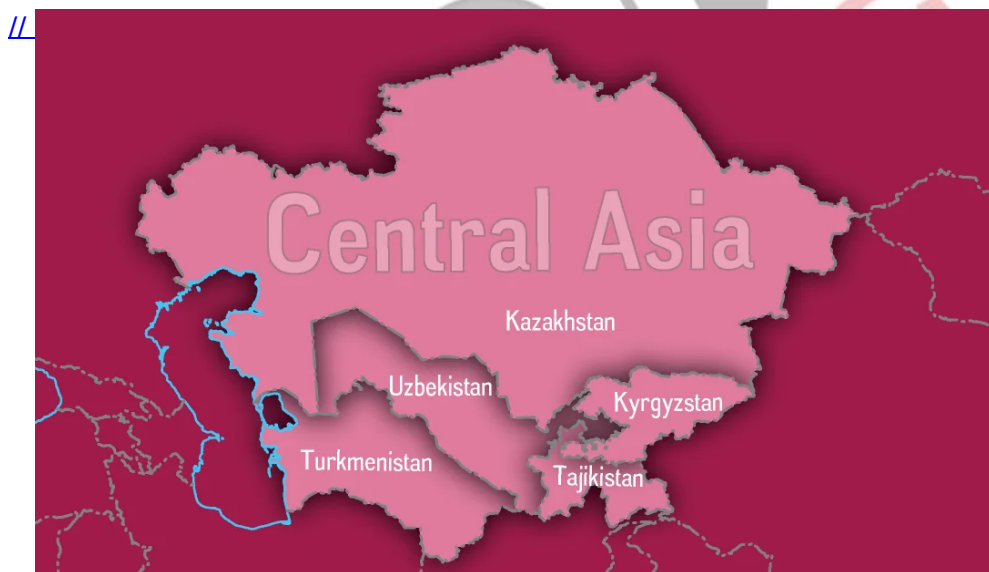 //
Central Asia
Kazakhstan
Uzbekistan
Kyrgyzstan
Turkmenistan
Tajikistan